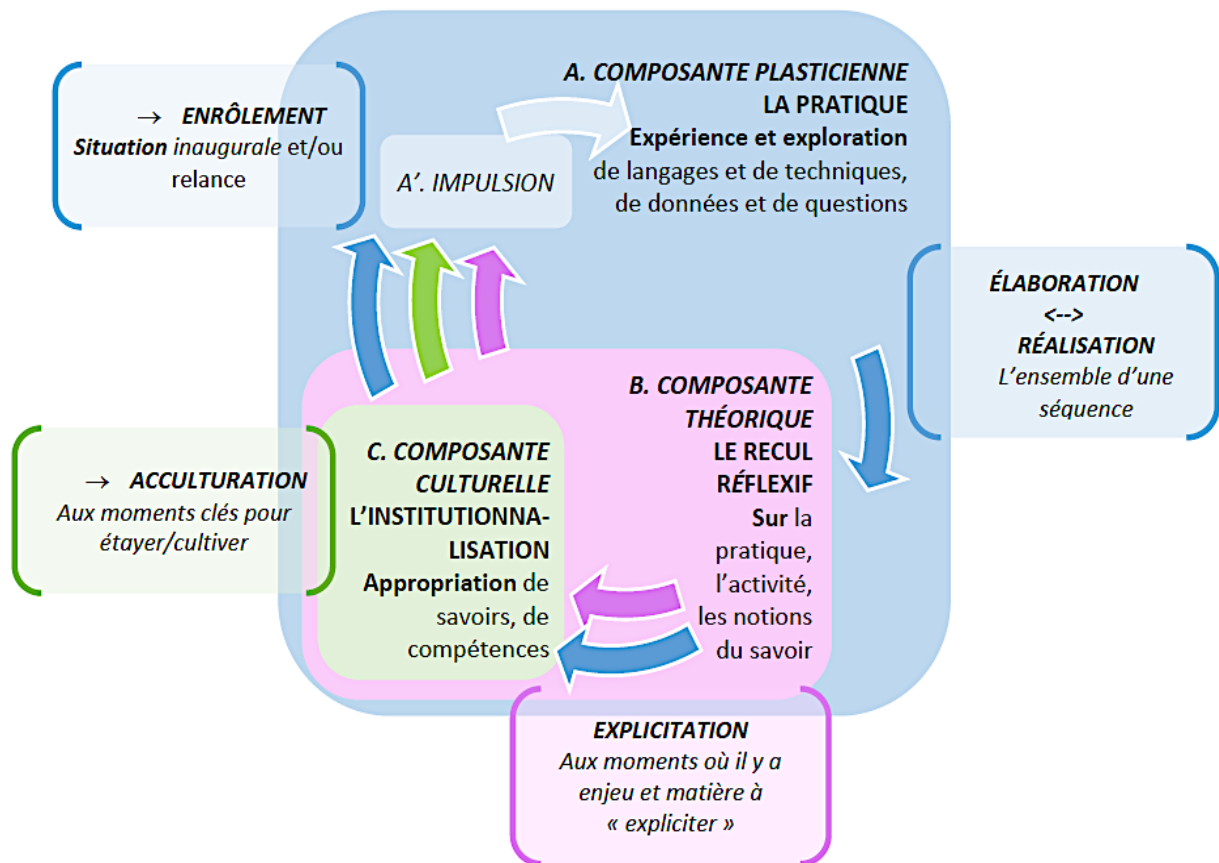 A. COMPOSANTE PLASTICIENNE
LA PRATIQUE
Expérience et exploration
de langages et de techniques,
de données et de questions
→ ENRÔLEMENT
Situation inaugurale et/ou
relance
A'. IMPULSION
ÉLABORATION
<-->
RÉALISATION
L'ensemble d'une
séquence
B. COMPOSANTE
THÉORIQUE
LE RECUL
RÉFLEXIF
Sur la
pratique,
l'activité,
les notions
du savoir
C. COMPOSANTE
CULTURELLE
L'INSTITUTIONNA-
LISATION
Appropriation de
savoirs, de
compétences
→ ACCULTURATION
Aux moments clés pour
étayer/cultiver
EXPLICITATION
Aux moments où il y a
enjeu et matière à
« expliciter »